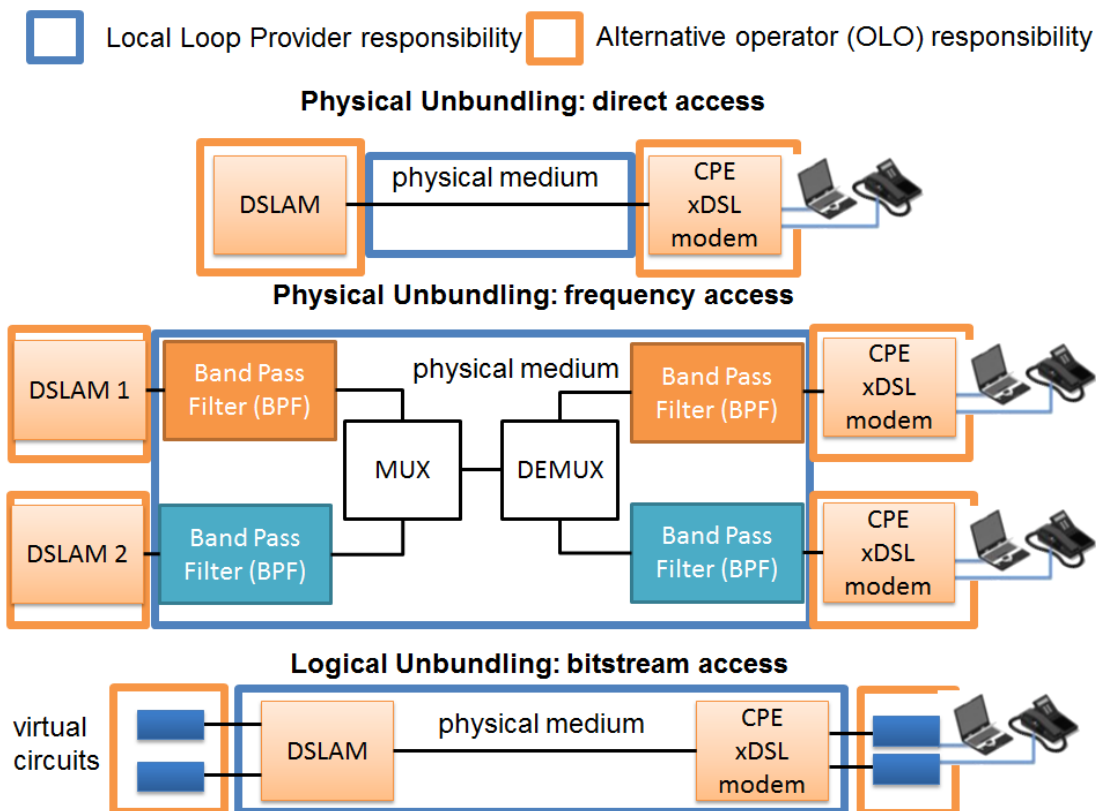 Local Loop Provider responsibility
Alternative operator (OLO) responsibility
Physical Unbundling: direct access
DSLAM
physical medium
CPE
xDSL
modem
Physical Unbundling: frequency access
DSLAM 1
Band Pass
Filter (BPF)
physical medium
Band Pass
Filter (BPF)
CPE
xDSL
modem
MUX
DEMUX
DSLAM 2
Band Pass
Filter (BPF)
Band Pass
Filter (BPF)
CPE
xDSL
modem
Logical Unbundling: bitstream access
virtual
circuits
DSLAM
physical medium
CPE
xDSL
modem